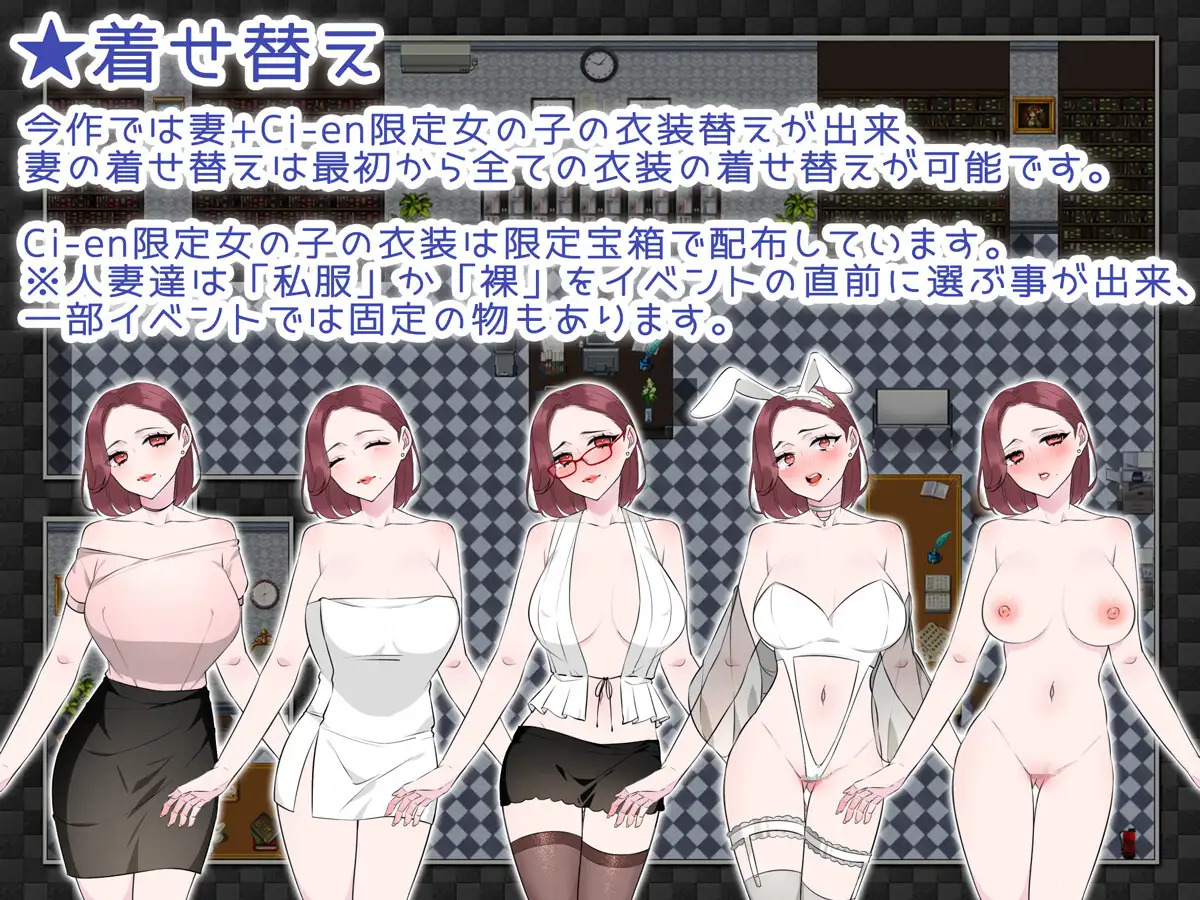 ★着せ替え
今作では妻+Ci-en限定女の子の衣装替えが出来、
妻の着せ替えは最初から全ての衣装の着せ替えが可能です。
Ci-en限定女の子の衣装は限定宝箱で配布しています。
※人妻達は「私服」か「裸」をイベントの直前に選ぶ事が出来、
一部イベントでは固定の物もあります。